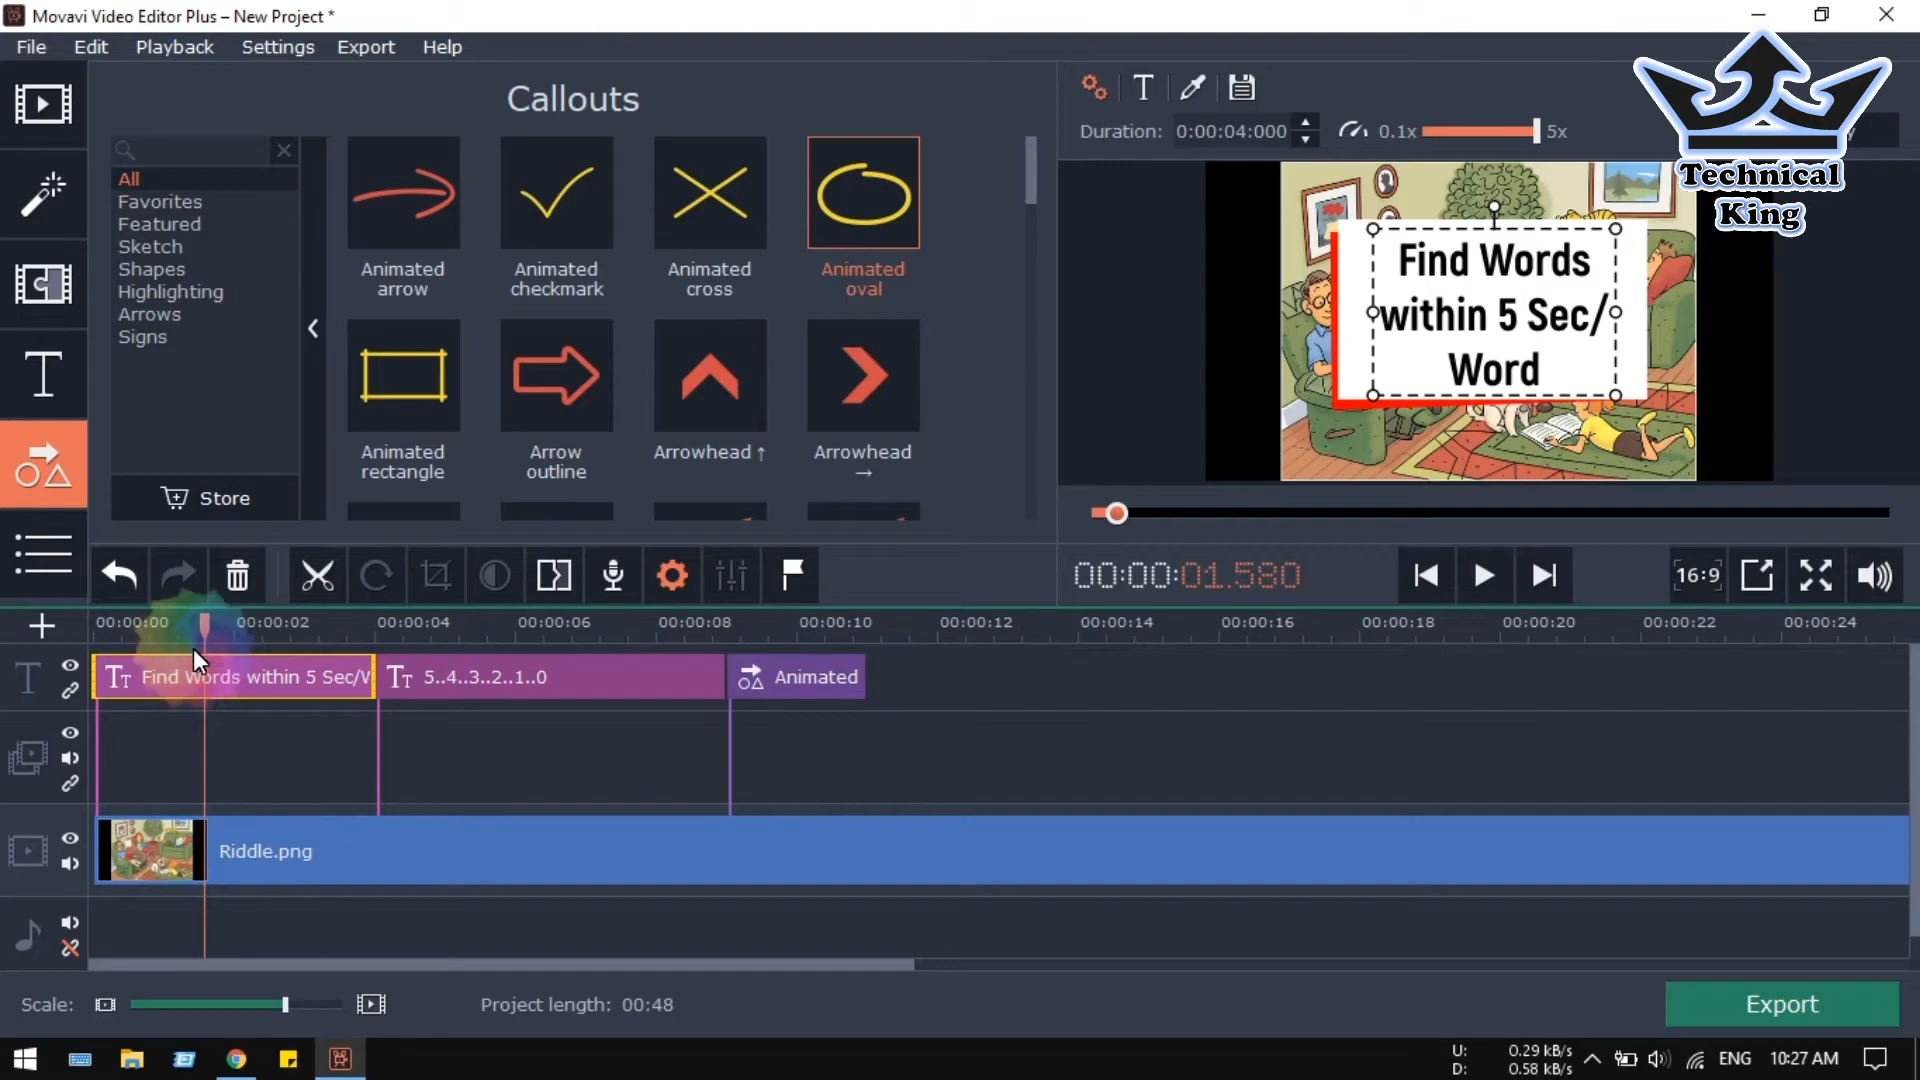 Movavi Video Editor Plus – New Project *
File Edit Playback Settings Export Help
Callouts
All
Favorites
Featured
Sketch
Shapes
Highlighting
Arrows
Signs
Store
Animated arrow
Animated checkmark
Animated cross
Animated oval
Animated rectangle
Arrow outline
Arrowhead ↑
Arrowhead →
Duration: 0:00:04:000 0.1x 5x
Technical
King
Find Words
within 5 Sec/
Word
00:00:01.580
16:9
00:00:00 00:00:02 00:00:04 00:00:06 00:00:08 00:00:10 00:00:12 00:00:14 00:00:16 00:00:18 00:00:20 00:00:22 00:00:24
Find Words within 5 Sec/W
5..4..3..2..1..0
Animated
Riddle.png
Scale:
Project length: 00:48
Export
U: 0.29 kB/s
D: 0.58 kB/s
ENG
10:27 AM